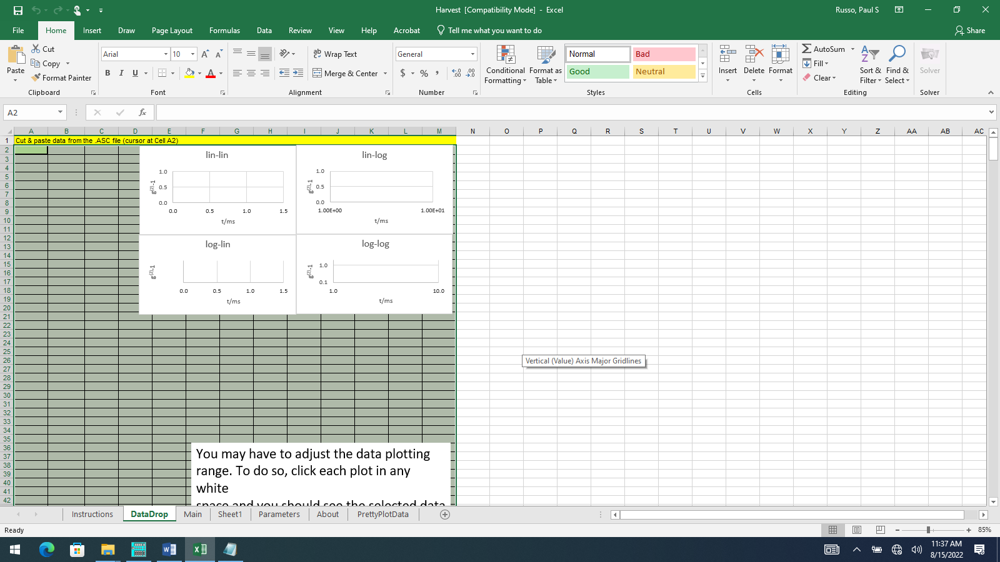 Harvest [Compatibility Mode] - Excel
Russo, Paul S
File Home Insert Draw Page Layout Formulas Data Review View Help Acrobat Tell me what you want to do Share
Paste
Cut
Copy
Format Painter
Clipboard
Arial 10
B I U
Font
Wrap Text
Merge & Center
Alignment
General
$ % ,
Number
Conditional Formatting
Format as Table
Normal Bad
Good Neutral
Styles
Insert Delete Format
Cells
AutoSum
Fill
Clear
Sort & Filter
Find & Select
Editing
Solver
Solver
A2
fx
A B C D E F G H I J K L M N O P Q R S T U V W X Y Z AA AB AC
1 Cut & paste data from the .ASC file (cursor at Cell A2)
2
3
4
5
6
7
8
9
10
11
12
13
14
15
16
17
18
19
20
21
22
23
24
25
26
27
28
29
30
31
32
33
34
35
36
37
38
39
40
41
42
lin-lin
g(2)-1
1.0
0.5
0.0
0.0 0.5 1.0 1.5
t/ms
lin-log
g(2)-1
1.0
0.5
0.0
1.00E+00 1.00E+01
t/ms
log-lin
g(2)-1
0.0 0.5 1.0 1.5
t/ms
log-log
g(2)-1
1.0
0.1
1.0 10.0
t/ms
Vertical (Value) Axis Major Gridlines
You may have to adjust the data plotting
range. To do so, click each plot in any
white
space and you should see the selected data
Instructions DataDrop Main Sheet1 Parameters About PrettyPlotData
Ready
85%
11:37 AM
8/15/2022